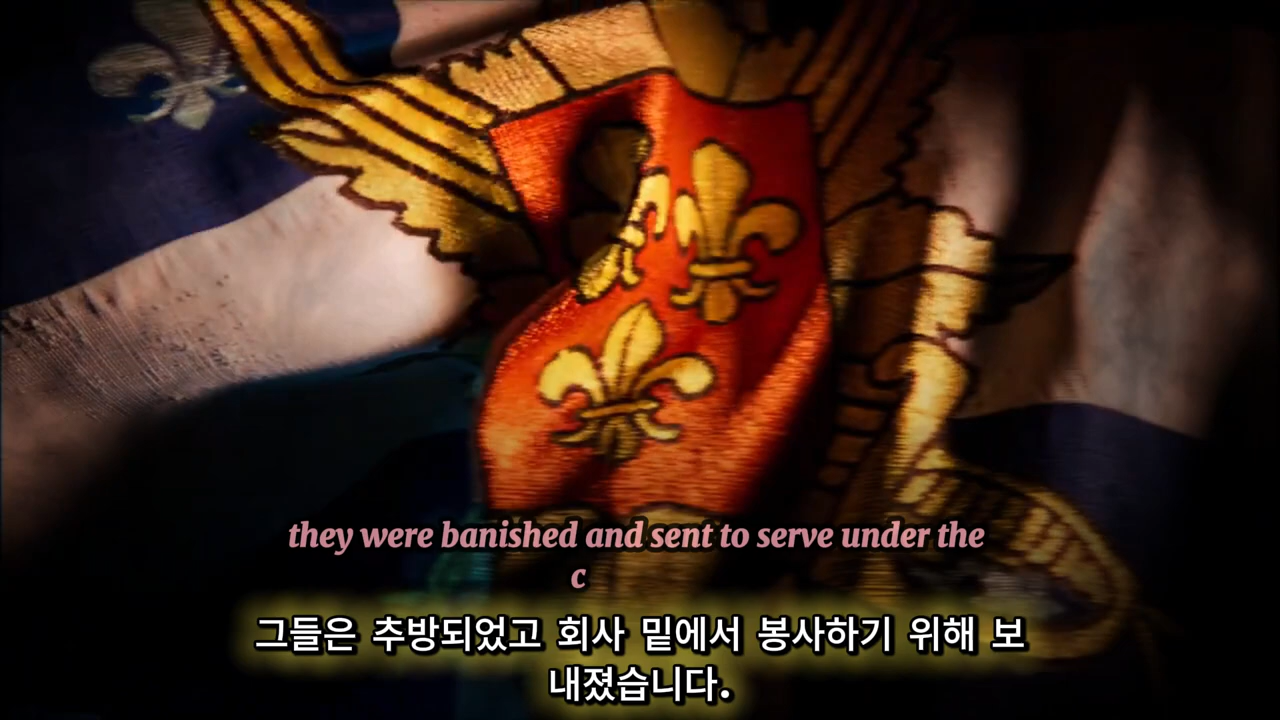 they were banished and sent to serve under the
c
그들은 추방되었고 회사 밑에서 봉사하기 위해 보
내졌습니다.